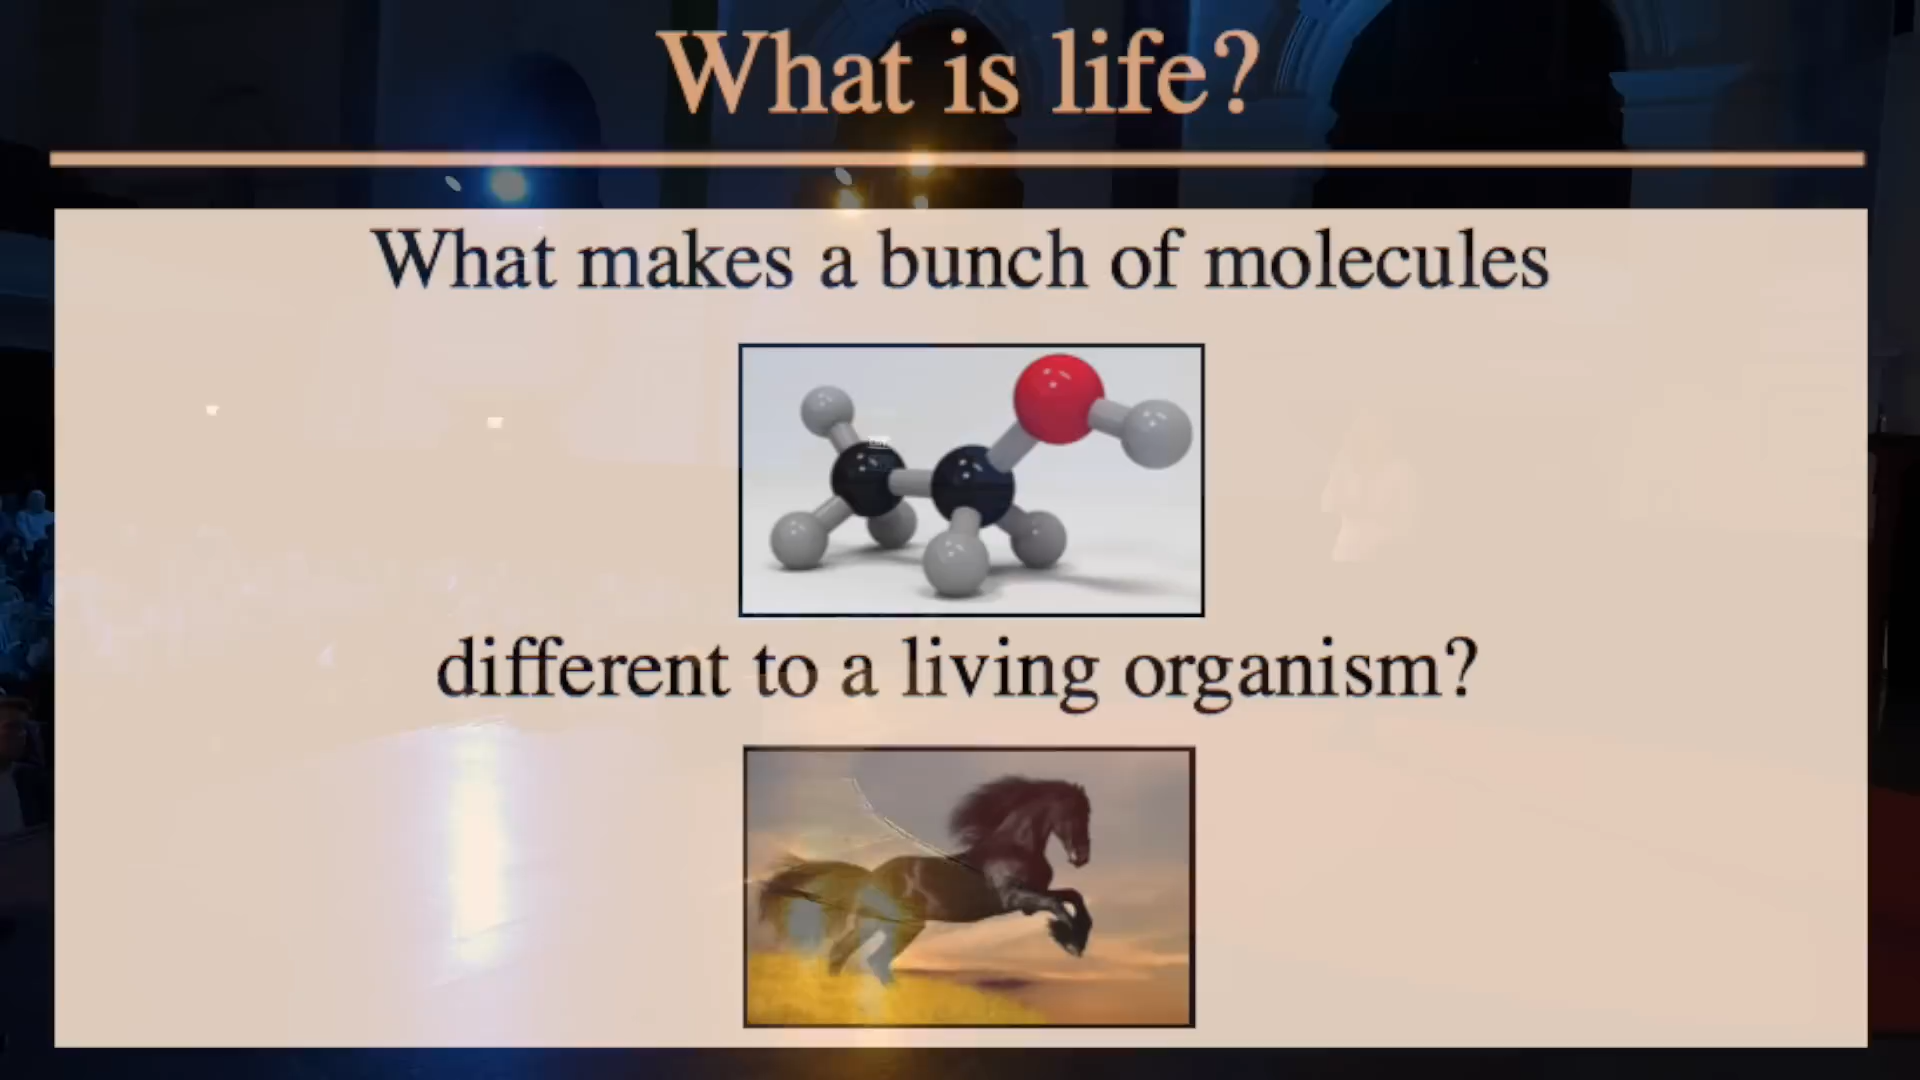 What is life?
What makes a bunch of molecules
different to a living organism?